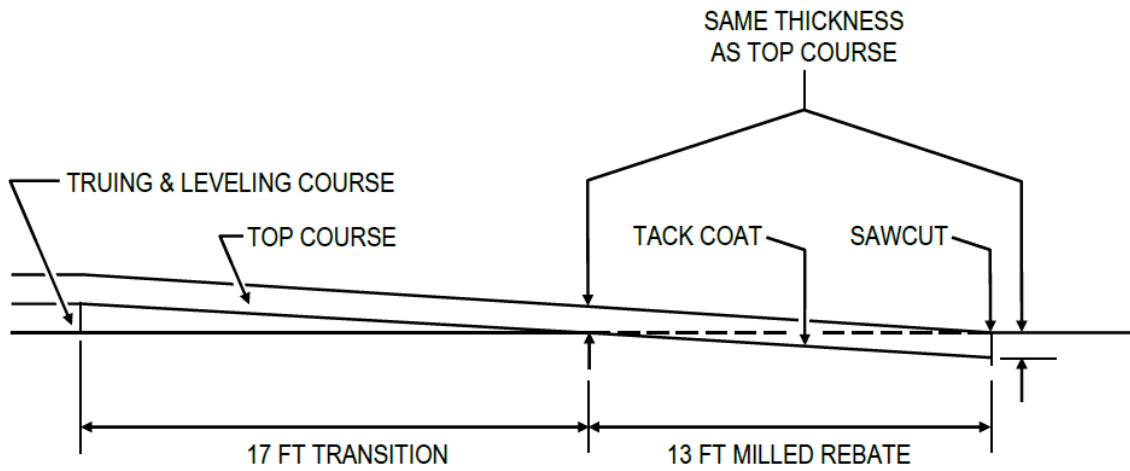 SAME THICKNESS
AS TOP COURSE
TRUING & LEVELING COURSE
TOP COURSE
TACK COAT
SAWCUT
17 FT TRANSITION
13 FT MILLED REBATE